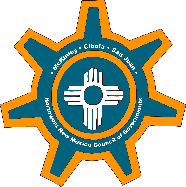 • McKinley • Cibola • San Juan •
Northwest New Mexico Council of Governments